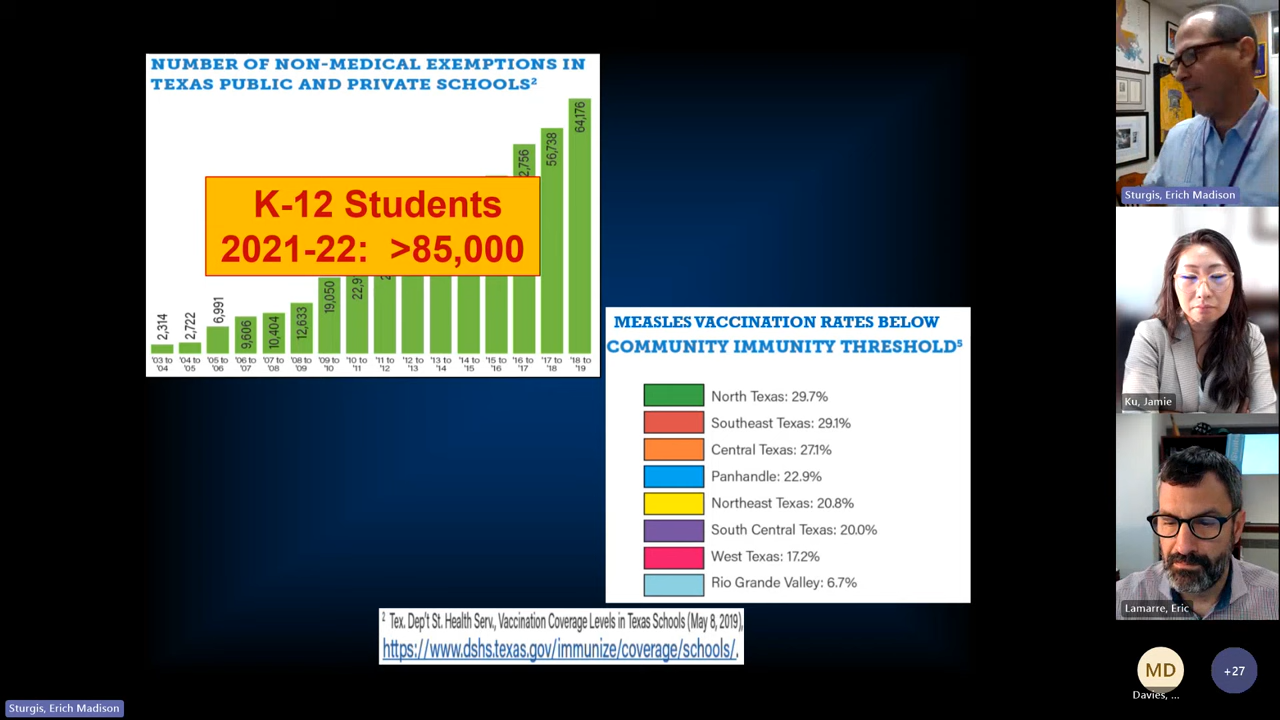 NUMBER OF NON-MEDICAL EXEMPTIONS IN
TEXAS PUBLIC AND PRIVATE SCHOOLS²
2,314
2,722
6,991
9,606
10,404
12,633
19,050
22,9
2,756
56,738
64,176
K-12 Students
2021-22: >85,000
'03 to '04 to '05 to '06 to '07 to '08 to '09 to '10 to '11 to '12 to '13 to '14 to '15 to '16 to '17 to '18 to
'04 '05 '06 '07 '08 '09 '10 '11 '12 '13 '14 '15 '16 '17 '18 '19
MEASLES VACCINATION RATES BELOW
COMMUNITY IMMUNITY THRESHOLD⁵
North Texas: 29.7%
Southeast Texas: 29.1%
Central Texas: 27.1%
Panhandle: 22.9%
Northeast Texas: 20.8%
South Central Texas: 20.0%
West Texas: 17.2%
Rio Grande Valley: 6.7%
² Tex. Dep't St. Health Serv., Vaccination Coverage Levels in Texas Schools (May 8, 2019),
https://www.dshs.texas.gov/immunize/coverage/schools/.
Sturgis, Erich Madison
Ku, Jamie
Lamarre, Eric
MD
Davies, ...
+27
Sturgis, Erich Madison